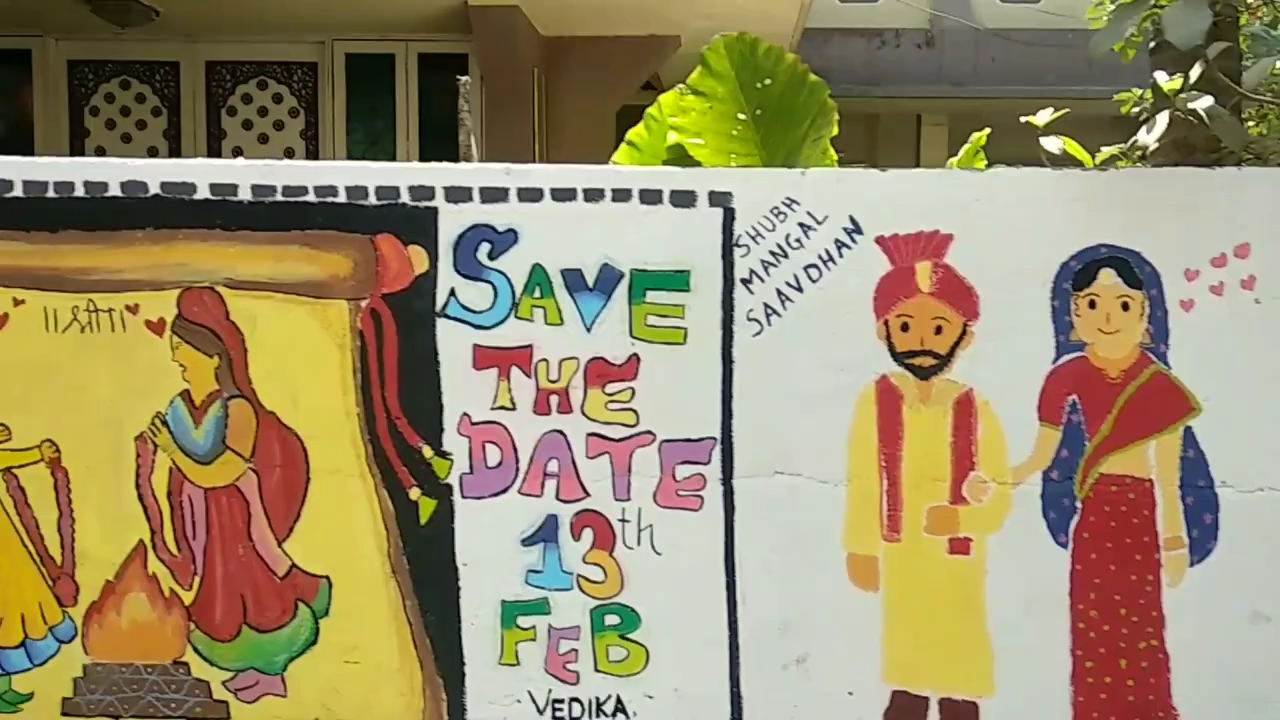 ॥श्री॥
SAVE
THE
DATE
13th
FEB
VEDIKA
SHUBH
MANGAL
SAAVDHAN